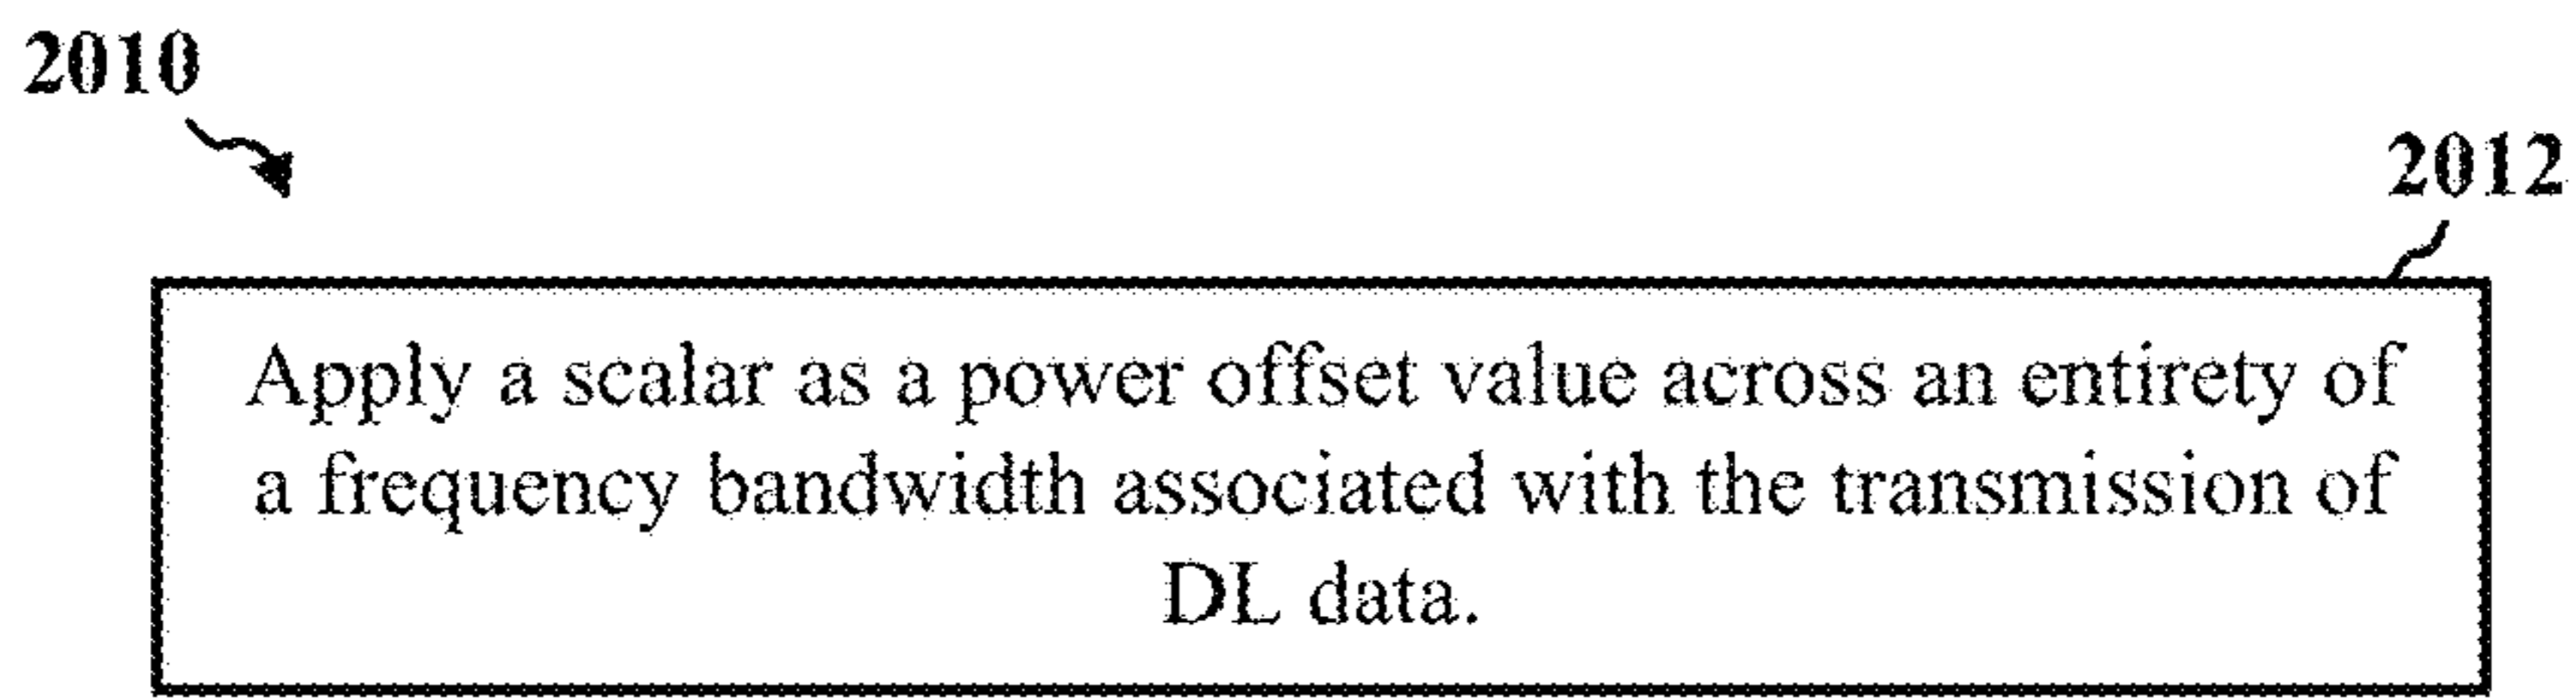 2010
2012
Apply a scalar as a power offset value across an entirety of
a frequency bandwidth associated with the transmission of
DL data.